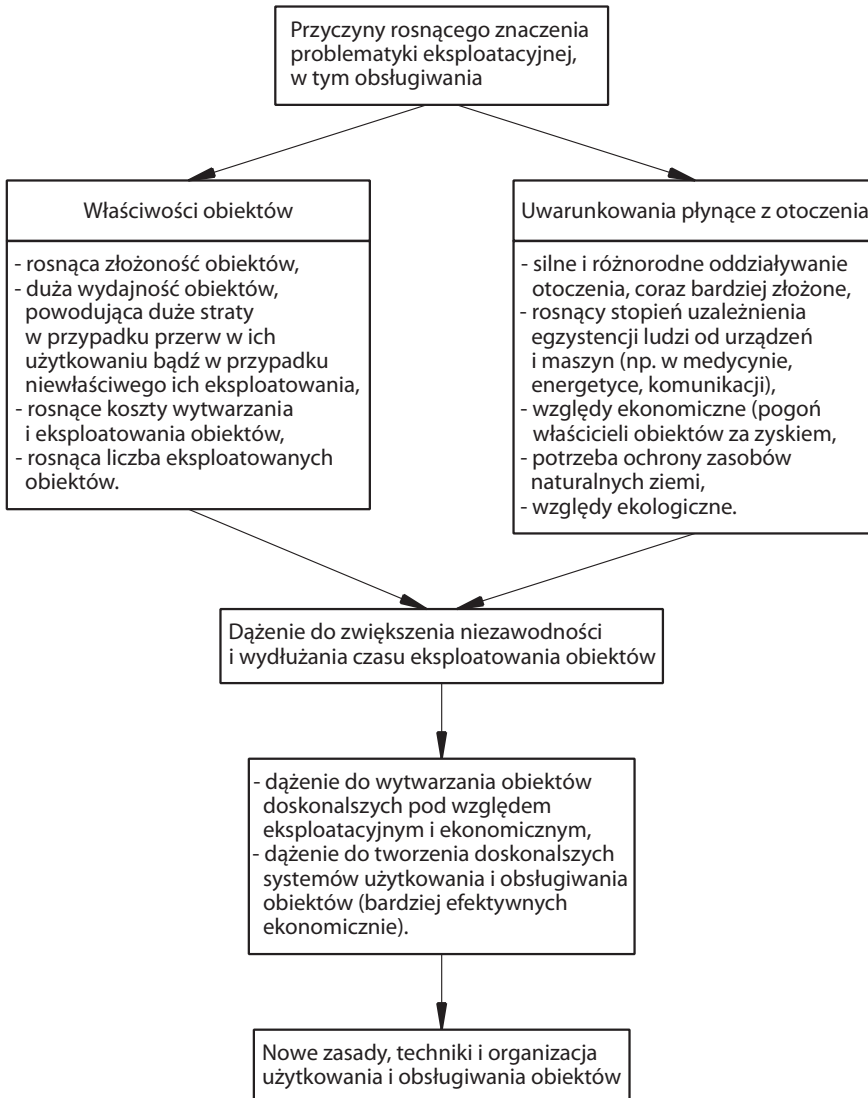 Przyczyny rosnącego znaczenia
problematyki eksploatacyjnej,
w tym obsługiwania
Właściwości obiektów
- rosnąca złożoność obiektów,
- duża wydajność obiektów,
powodująca duże straty
w przypadku przerw w ich
użytkowaniu bądź w przypadku
niewłaściwego ich eksploatowania,
- rosnące koszty wytwarzania
i eksploatowania obiektów,
- rosnąca liczba eksploatowanych
obiektów.
Uwarunkowania płynące z otoczenia
- silne i różnorodne oddziaływanie
otoczenia, coraz bardziej złożone,
- rosnący stopień uzależnienia
egzystencji ludzi od urządzeń
i maszyn (np. w medycynie,
energetyce, komunikacji),
- względy ekonomiczne (pogoń
właścicieli obiektów za zyskiem,
- potrzeba ochrony zasobów
naturalnych ziemi,
- względy ekologiczne.
Dążenie do zwiększenia niezawodności
i wydłużania czasu eksploatowania obiektów
- dążenie do wytwarzania obiektów
doskonalszych pod względem
eksploatacyjnym i ekonomicznym,
- dążenie do tworzenia doskonalszych
systemów użytkowania i obsługiwania
obiektów (bardziej efektywnych
ekonomicznie).
Nowe zasady, techniki i organizacja
użytkowania i obsługiwania obiektów